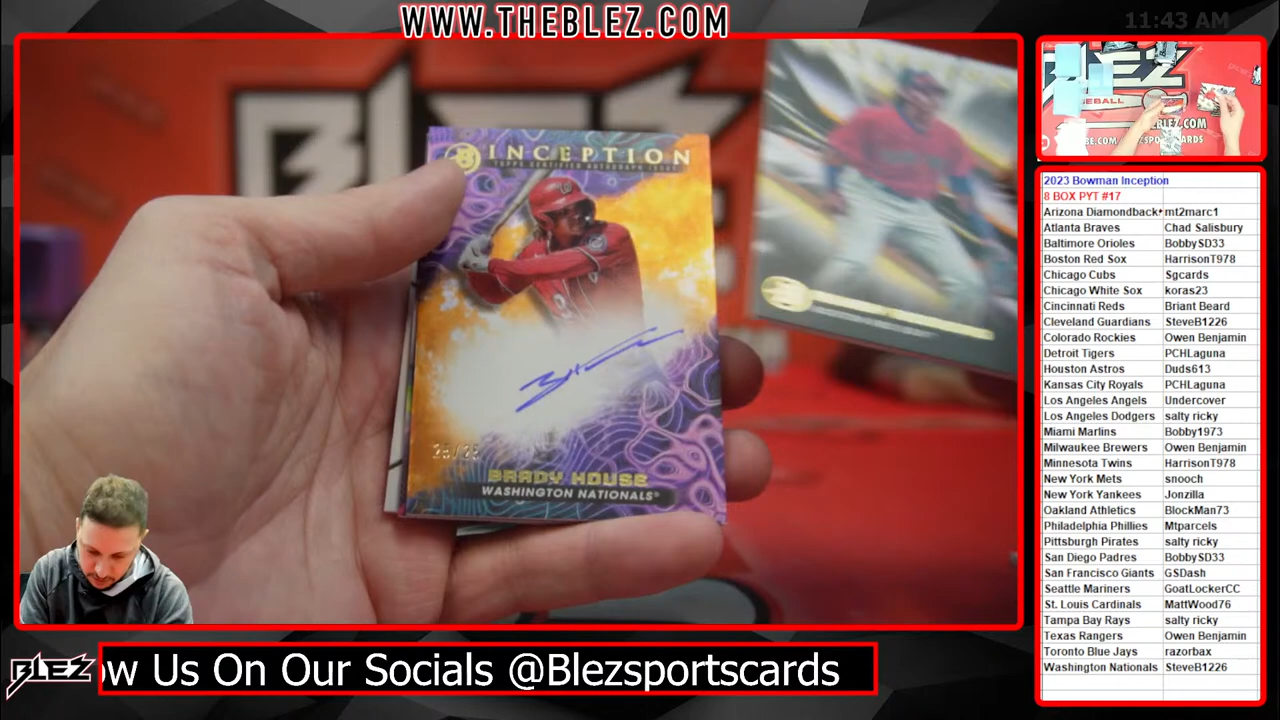 WWW.THEBLEZ.COM
11:43 AM
BLEZ
INCEPTION
TOPPS CERTIFIED AUTOGRAPH ISSUE
25/25
BRADY HOUSE
WASHINGTON NATIONALS®
BLEZ
BASEBALL
.COM
SCARDS
2023 Bowman Inception
8 BOX PYT #17
Arizona Diamondback mt2marc1
Atlanta Braves Chad Salisbury
Baltimore Orioles BobbySD33
Boston Red Sox HarrisonT978
Chicago Cubs Sgcards
Chicago White Sox koras23
Cincinnati Reds Briant Beard
Cleveland Guardians SteveB1226
Colorado Rockies Owen Benjamin
Detroit Tigers PCHLaguna
Houston Astros Duds613
Kansas City Royals PCHLaguna
Los Angeles Angels Undercover
Los Angeles Dodgers salty ricky
Miami Marlins Bobby1973
Milwaukee Brewers Owen Benjamin
Minnesota Twins HarrisonT978
New York Mets snooch
New York Yankees Jonzilla
Oakland Athletics BlockMan73
Philadelphia Phillies Mtparcels
Pittsburgh Pirates salty ricky
San Diego Padres BobbySD33
San Francisco Giants GSDash
Seattle Mariners GoatLockerCC
St. Louis Cardinals MattWood76
Tampa Bay Rays salty ricky
Texas Rangers Owen Benjamin
Toronto Blue Jays razorbax
Washington Nationals SteveB1226
BLEZ
ow Us On Our Socials @Blezsportscards